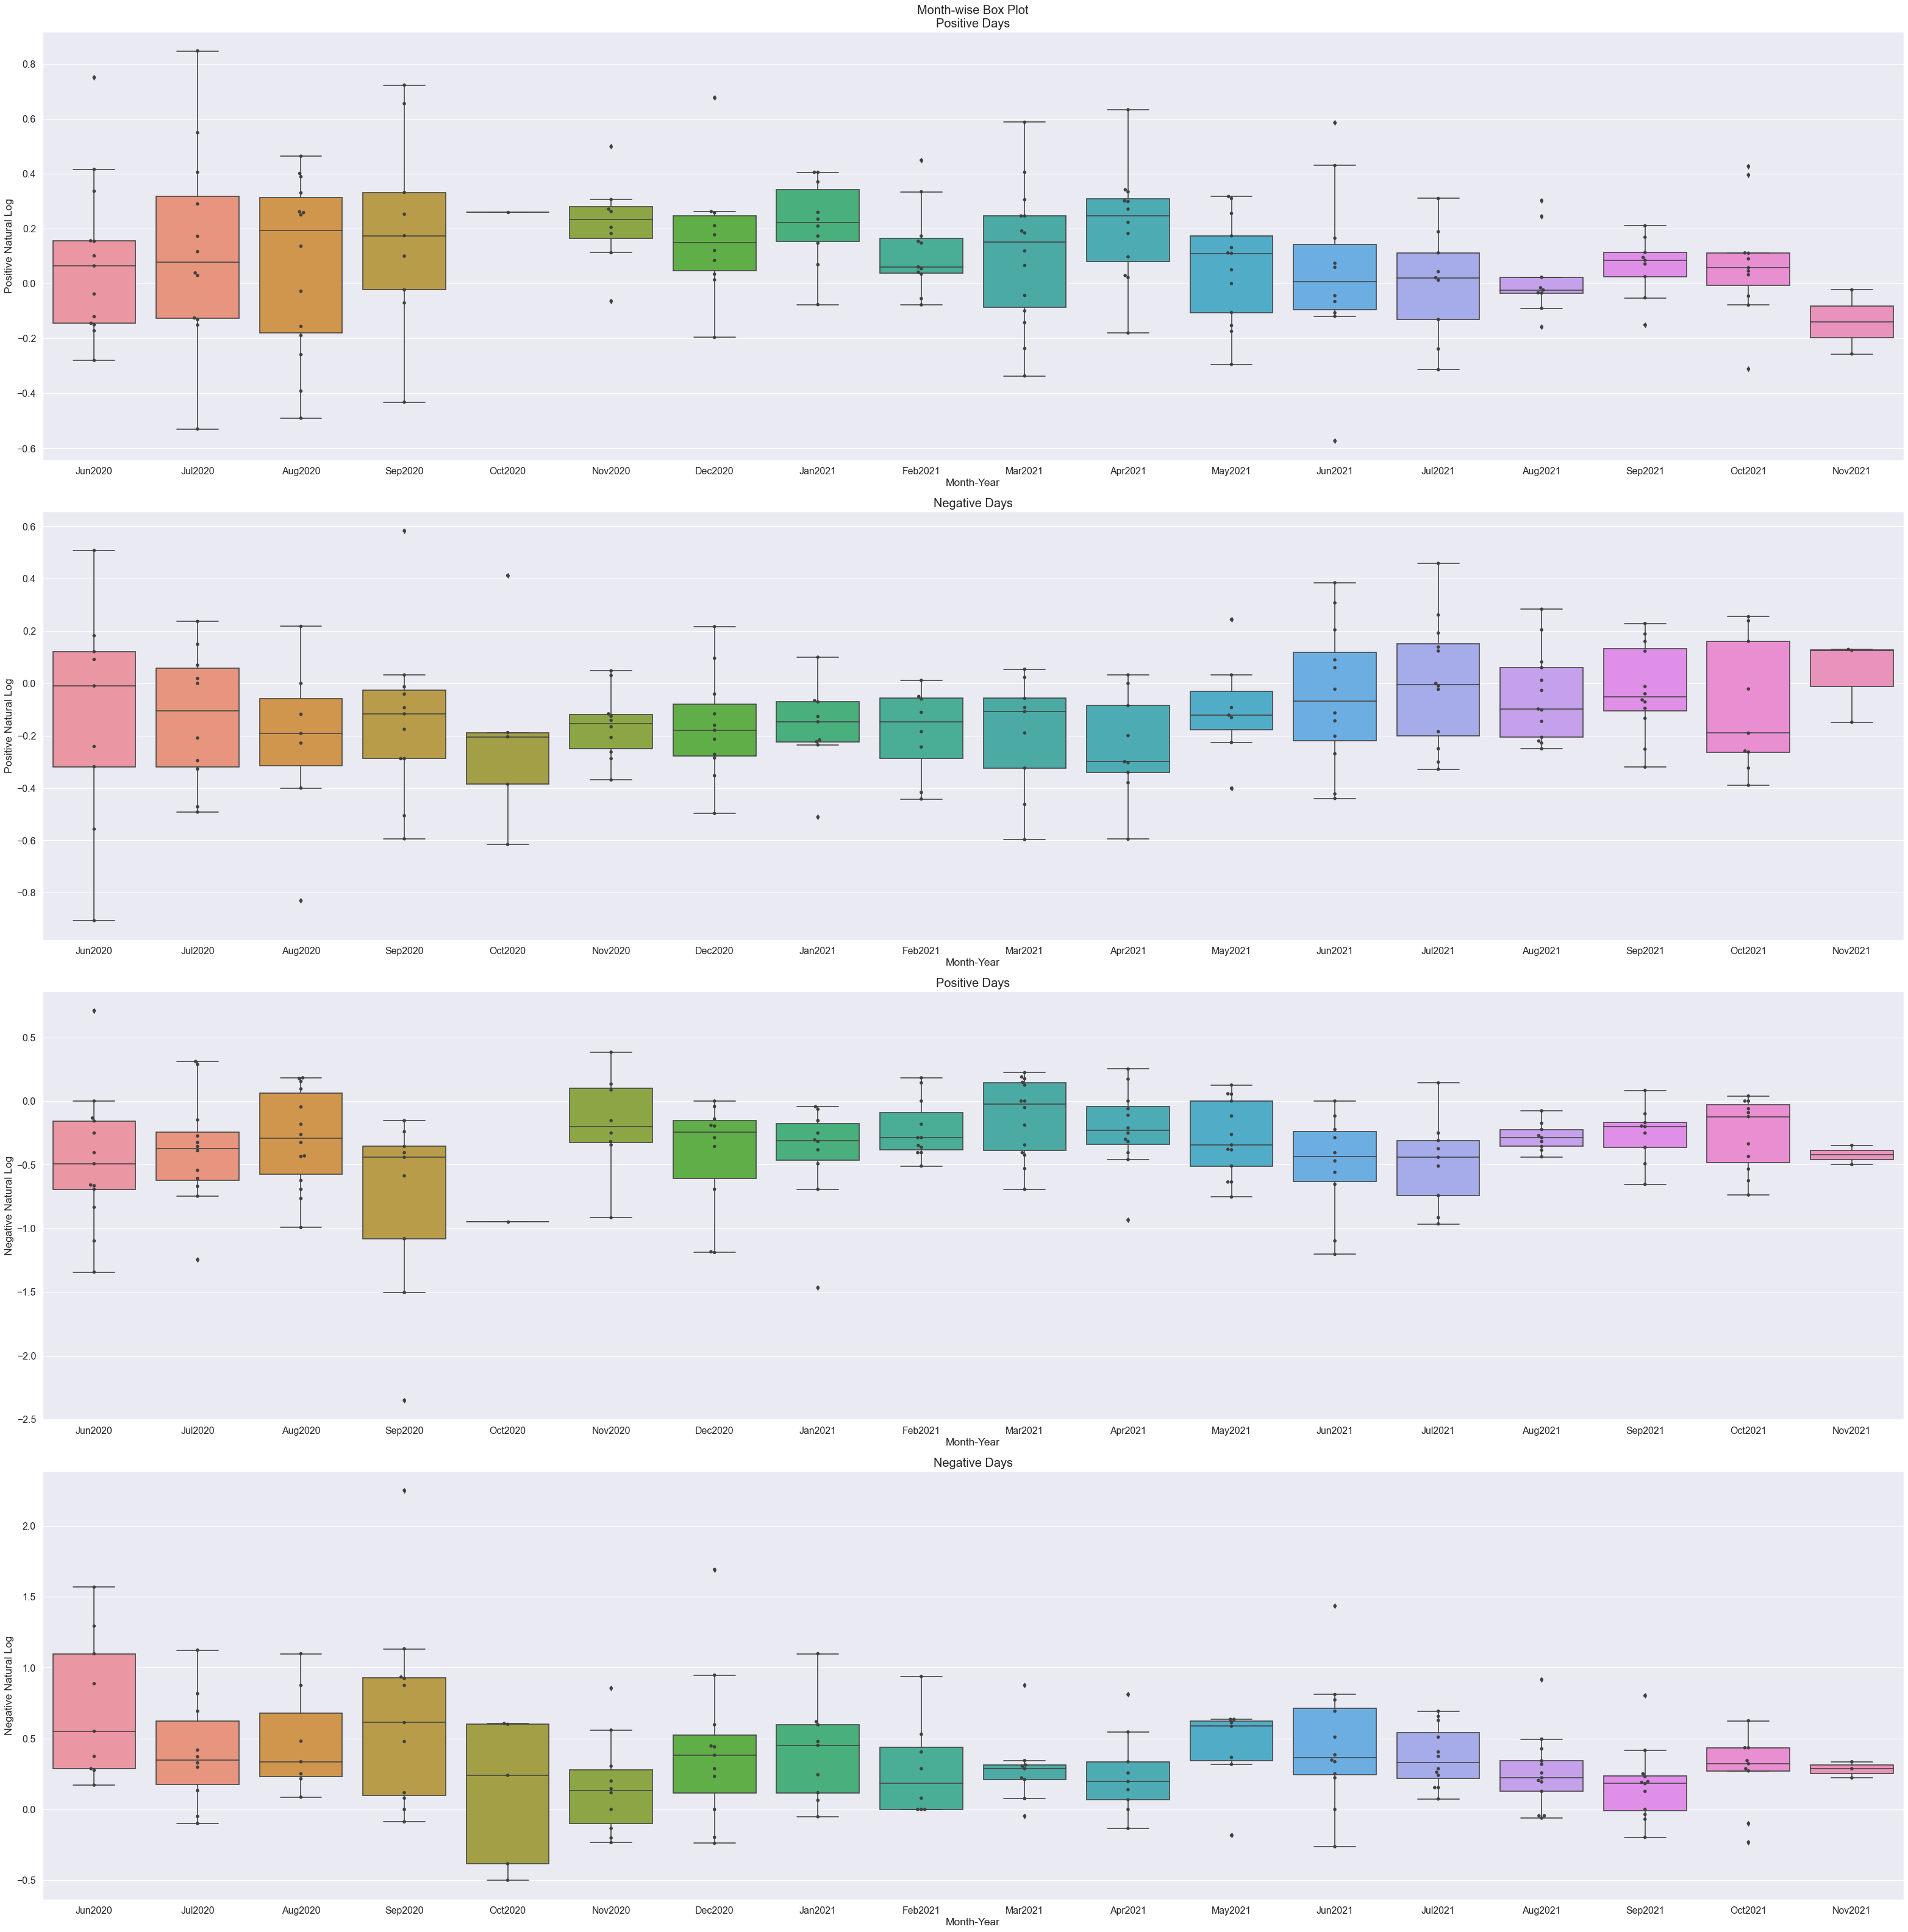 Month-wise Box Plot
Positive Days
0.8
0.6
0.4
0.2
0.0
−0.2
−0.4
−0.6
Positive Natural Log
Jun2020 Jul2020 Aug2020 Sep2020 Oct2020 Nov2020 Dec2020 Jan2021 Feb2021 Mar2021 Apr2021 May2021 Jun2021 Jul2021 Aug2021 Sep2021 Oct2021 Nov2021
Month-Year
Negative Days
0.6
0.4
0.2
0.0
−0.2
−0.4
−0.6
−0.8
Positive Natural Log
Jun2020 Jul2020 Aug2020 Sep2020 Oct2020 Nov2020 Dec2020 Jan2021 Feb2021 Mar2021 Apr2021 May2021 Jun2021 Jul2021 Aug2021 Sep2021 Oct2021 Nov2021
Month-Year
Positive Days
0.5
0.0
−0.5
−1.0
−1.5
−2.0
−2.5
Negative Natural Log
Jun2020 Jul2020 Aug2020 Sep2020 Oct2020 Nov2020 Dec2020 Jan2021 Feb2021 Mar2021 Apr2021 May2021 Jun2021 Jul2021 Aug2021 Sep2021 Oct2021 Nov2021
Month-Year
Negative Days
2.0
1.5
1.0
0.5
0.0
−0.5
Negative Natural Log
Jun2020 Jul2020 Aug2020 Sep2020 Oct2020 Nov2020 Dec2020 Jan2021 Feb2021 Mar2021 Apr2021 May2021 Jun2021 Jul2021 Aug2021 Sep2021 Oct2021 Nov2021
Month-Year